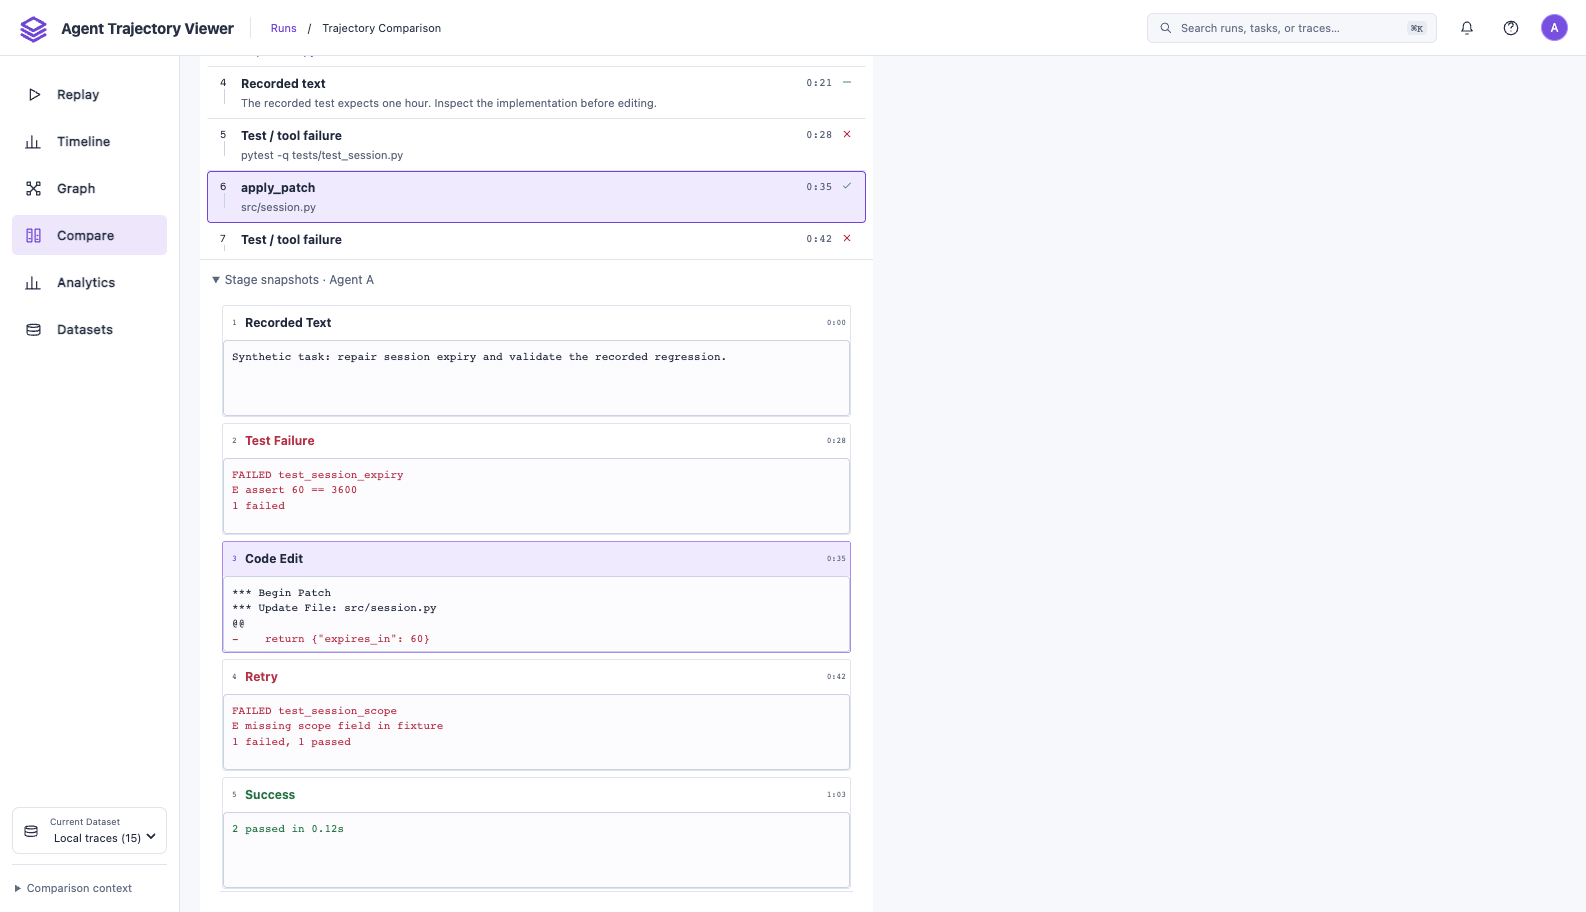 Agent Trajectory Viewer
Runs / Trajectory Comparison
Search runs, tasks, or traces...
⌘K
A
Replay
Timeline
Graph
Compare
Analytics
Datasets
Current Dataset
Local traces (15)
Comparison context
4 Recorded text 0:21
The recorded test expects one hour. Inspect the implementation before editing.
5 Test / tool failure 0:28
pytest -q tests/test_session.py
6 apply_patch 0:35
src/session.py
7 Test / tool failure 0:42
Stage snapshots · Agent A
1 Recorded Text 0:00
Synthetic task: repair session expiry and validate the recorded regression.
2 Test Failure 0:28
FAILED test_session_expiry
E assert 60 == 3600
1 failed
3 Code Edit 0:35
*** Begin Patch
*** Update File: src/session.py
@@
-    return {"expires_in": 60}
4 Retry 0:42
FAILED test_session_scope
E missing scope field in fixture
1 failed, 1 passed
5 Success 1:03
2 passed in 0.12s